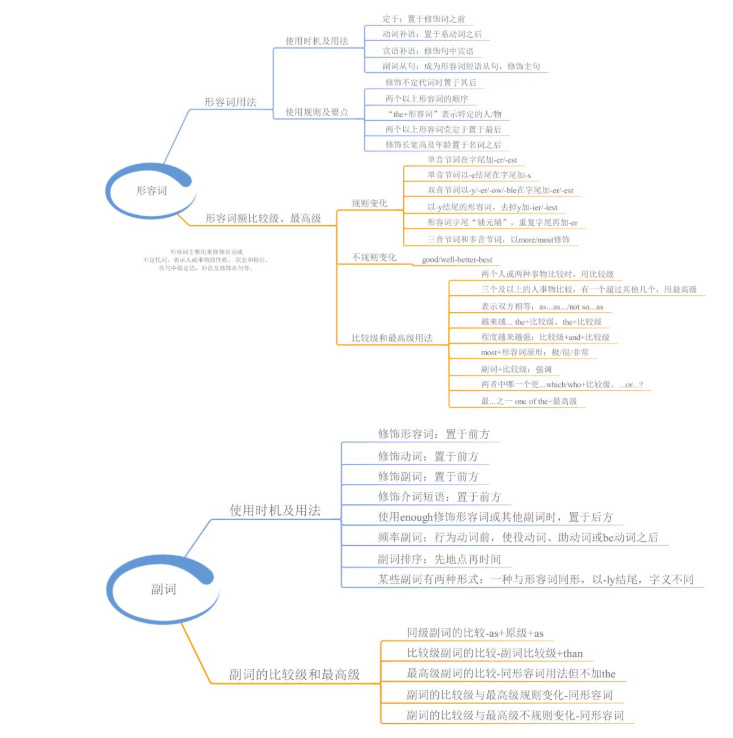 形容词
形容词主要用来修饰名词或
不定代词，表示人或事物的性质、状态和特征。
在句中做定语、补语及修饰从句等。
形容词用法
使用时机及用法
定于：置于修饰词之前
动词补语：置于系动词之后
宾语补语：修饰句中宾语
副词从句：成为形容词短语从句，修饰主句
使用规则及要点
修饰不定代词时置于其后
两个以上形容词的顺序
“the+形容词”表示特定的人/物
两个以上形容词壳定于置于最后
修饰长宽高及年龄置于名词之后
形容词额比较级、最高级
规则变化
单音节词在字尾加-er/-est
单音节词以-e结尾在字尾加-s
双音节词以-y/-er/-ow/-ble在字尾加-er/-est
以-y结尾的形容词，去掉y加-ier/-iest
形容词字尾“辅元辅”，重复字尾再加-er
三音节词和多音节词，以more/most修饰
不规则变化
good/well-better-best
比较级和最高级用法
两个人或两种事物比较时，用比较级
三个及以上的人事物比较，有一个超过其他几个，用最高级
表示双方相等：as...as.../not so...as
越来越... the+比较级，the+比较级
程度越来越强：比较级+and+比较级
most+形容词原形：极/很/非常
副词+比较级：强调
两者中哪一个更...which/who+比较级，...or...?
最...之一 one of the+最高级
副词
使用时机及用法
修饰形容词：置于前方
修饰动词：置于前方
修饰副词：置于前方
修饰介词短语：置于前方
使用enough修饰形容词或其他副词时，置于后方
频率副词：行为动词前，使役动词、助动词或be动词之后
副词排序：先地点再时间
某些副词有两种形式：一种与形容词同形，以-ly结尾，字义不同
副词的比较级和最高级
同级副词的比较-as+原级+as
比较级副词的比较-副词比较级+than
最高级副词的比较-同形容词用法但不加the
副词的比较级与最高级规则变化-同形容词
副词的比较级与最高级不规则变化-同形容词